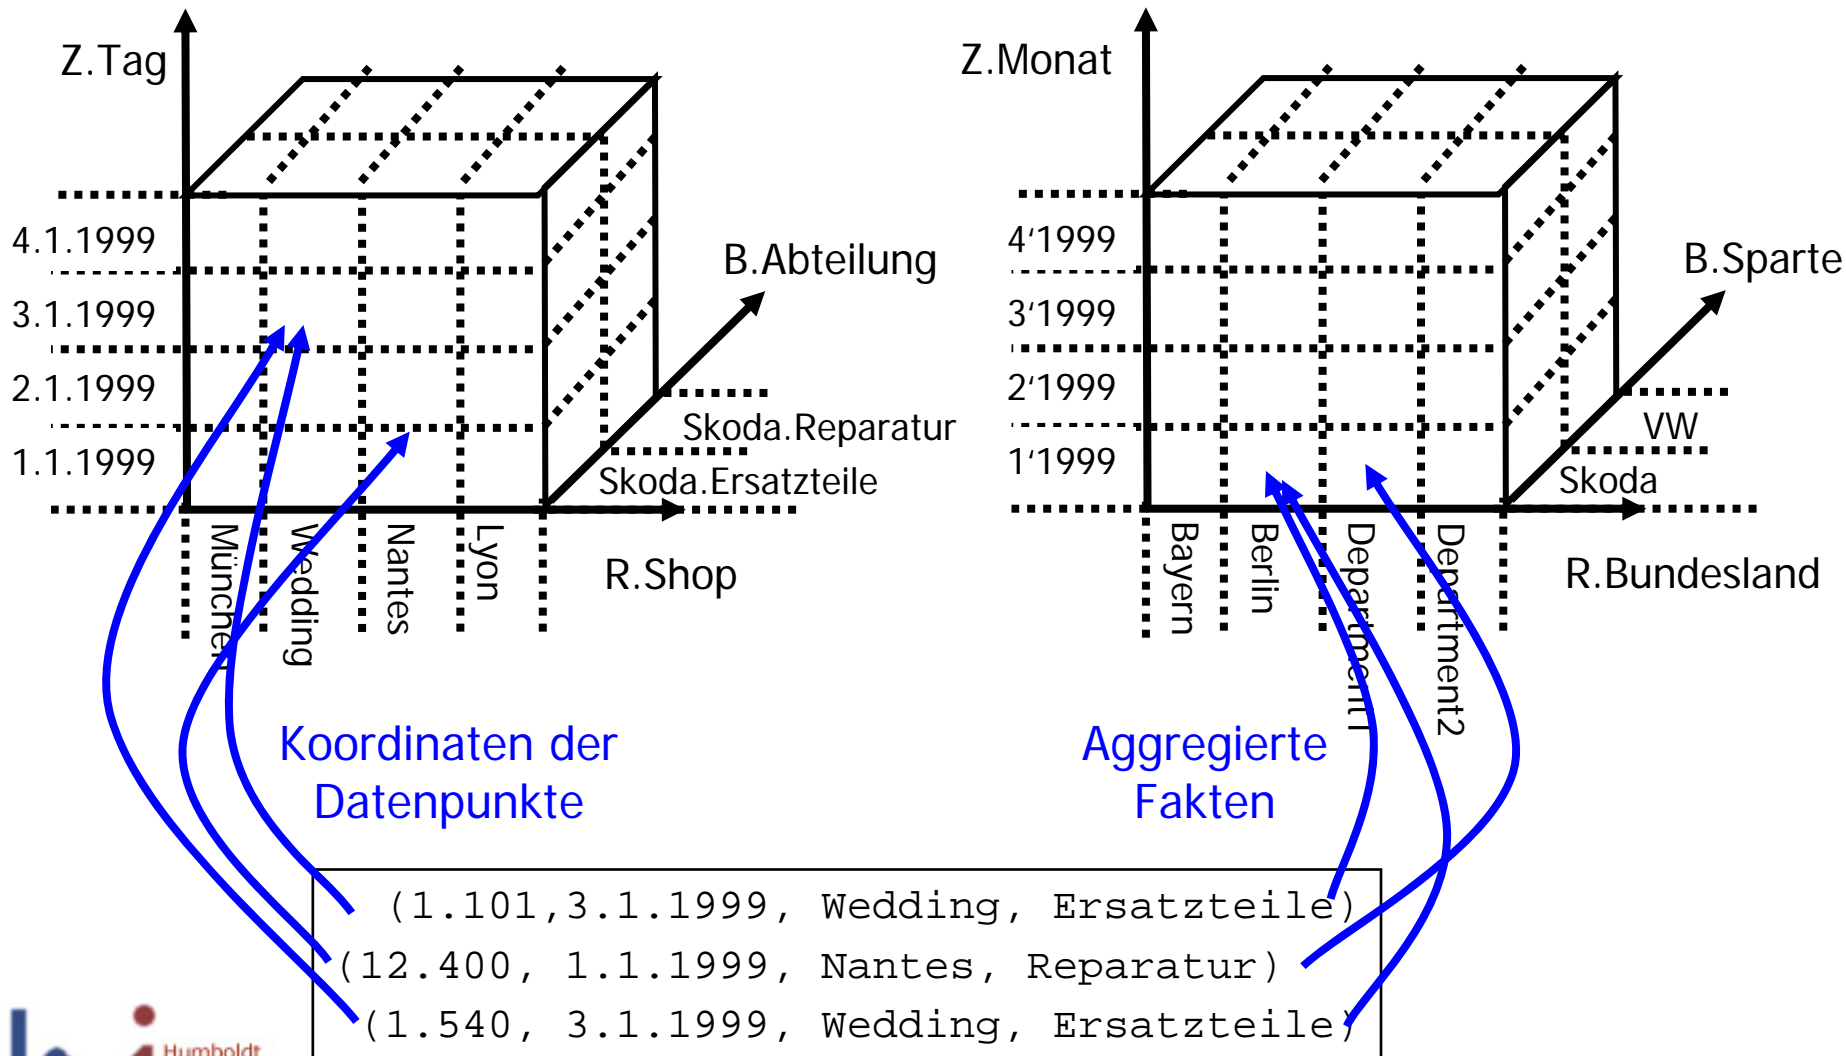 Z.Tag
4.1.1999
3.1.1999
2.1.1999
1.1.1999
B.Abteilung
Skoda.Reparatur
Skoda.Ersatzteile
München
Wedding
Nantes
Lyon
R.Shop
Z.Monat
4'1999
3'1999
2'1999
1'1999
B.Sparte
VW
Skoda
Bayern
Berlin
Department1
Department2
R.Bundesland
Koordinaten der
Datenpunkte
Aggregierte
Fakten
(1.101,3.1.1999, Wedding, Ersatzteile)
(12.400, 1.1.1999, Nantes, Reparatur)
(1.540, 3.1.1999, Wedding, Ersatzteile)
Humboldt